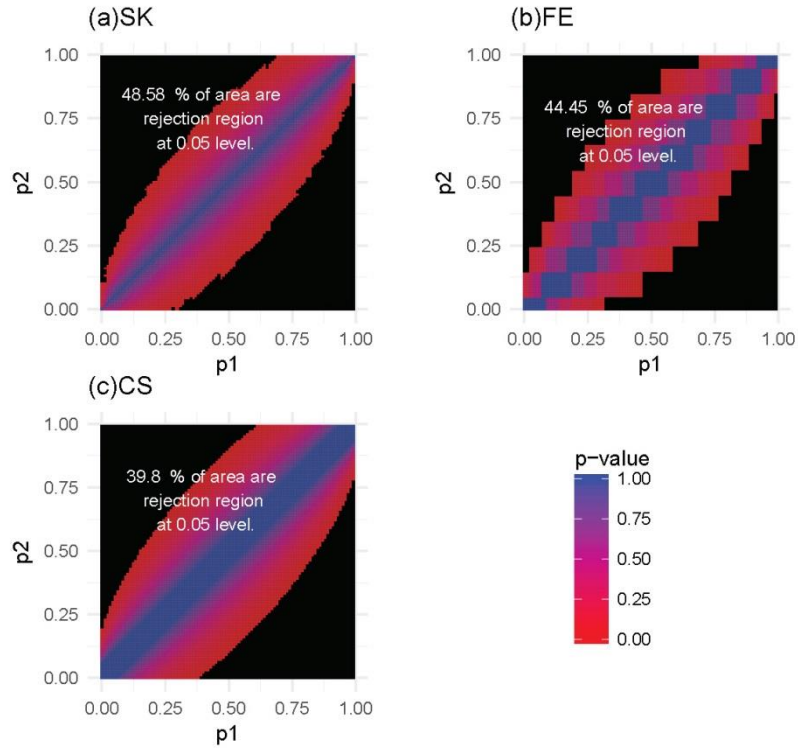 (a)SK
1.00
0.75
0.50
0.25
0.00
p2
48.58 % of area are
rejection region
at 0.05 level.
0.00 0.25 0.50 0.75 1.00
p1
(b)FE
1.00
0.75
0.50
0.25
0.00
p2
44.45 % of area are
rejection region
at 0.05 level.
0.00 0.25 0.50 0.75 1.00
p1
(c)CS
1.00
0.75
0.50
0.25
0.00
p2
39.8 % of area are
rejection region
at 0.05 level.
0.00 0.25 0.50 0.75 1.00
p1
p−value
1.00
0.75
0.50
0.25
0.00